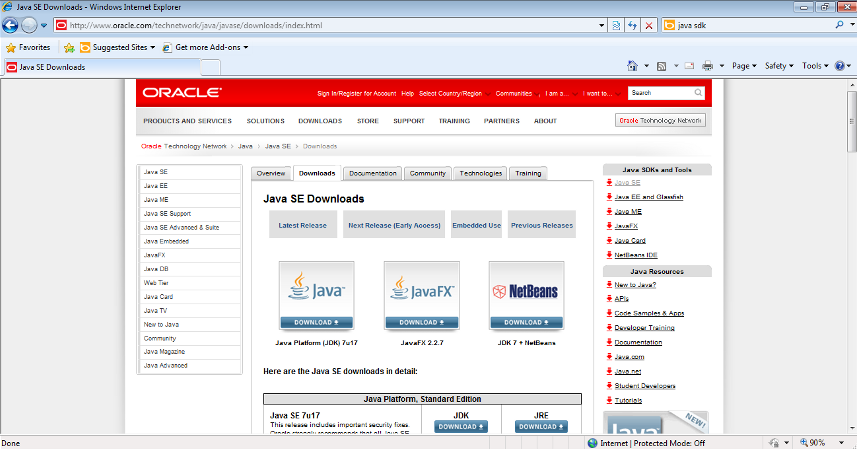 Java SE Downloads - Windows Internet Explorer
http://www.oracle.com/technetwork/java/javase/downloads/index.html
java sdk
Favorites
Suggested Sites
Get more Add-ons
Java SE Downloads
Page
Safety
Tools
ORACLE
Sign In/Register for Account
Help
Select Country/Region
Communities
I am a...
I want to...
Search
PRODUCTS AND SERVICES
SOLUTIONS
DOWNLOADS
STORE
SUPPORT
TRAINING
PARTNERS
ABOUT
Oracle Technology Network
Oracle Technology Network > Java > Java SE > Downloads
Java SE
Java EE
Java ME
Java SE Support
Java SE Advanced & Suite
Java Embedded
JavaFX
Java DB
Web Tier
Java Card
Java TV
New to Java
Community
Java Magazine
Java Advanced
Overview
Downloads
Documentation
Community
Technologies
Training
Java SE Downloads
Latest Release
Next Release (Early Access)
Embedded Use
Previous Releases
Java
DOWNLOAD
JavaFX
DOWNLOAD
NetBeans
DOWNLOAD
Java Platform (JDK) 7u17
JavaFX 2.2.7
JDK 7 + NetBeans
Here are the Java SE downloads in detail:
Java Platform, Standard Edition
Java SE 7u17
This release includes important security fixes.
Oracle strongly recommends that all Java SE
JDK
DOWNLOAD
JRE
DOWNLOAD
Java SDKs and Tools
Java SE
Java EE and Glassfish
Java ME
JavaFX
Java Card
NetBeans IDE
Java Resources
New to Java?
APIs
Code Samples & Apps
Developer Training
Documentation
Java.com
Java.net
Student Developers
Tutorials
Java
NEW!
Done
Internet | Protected Mode: Off
90%